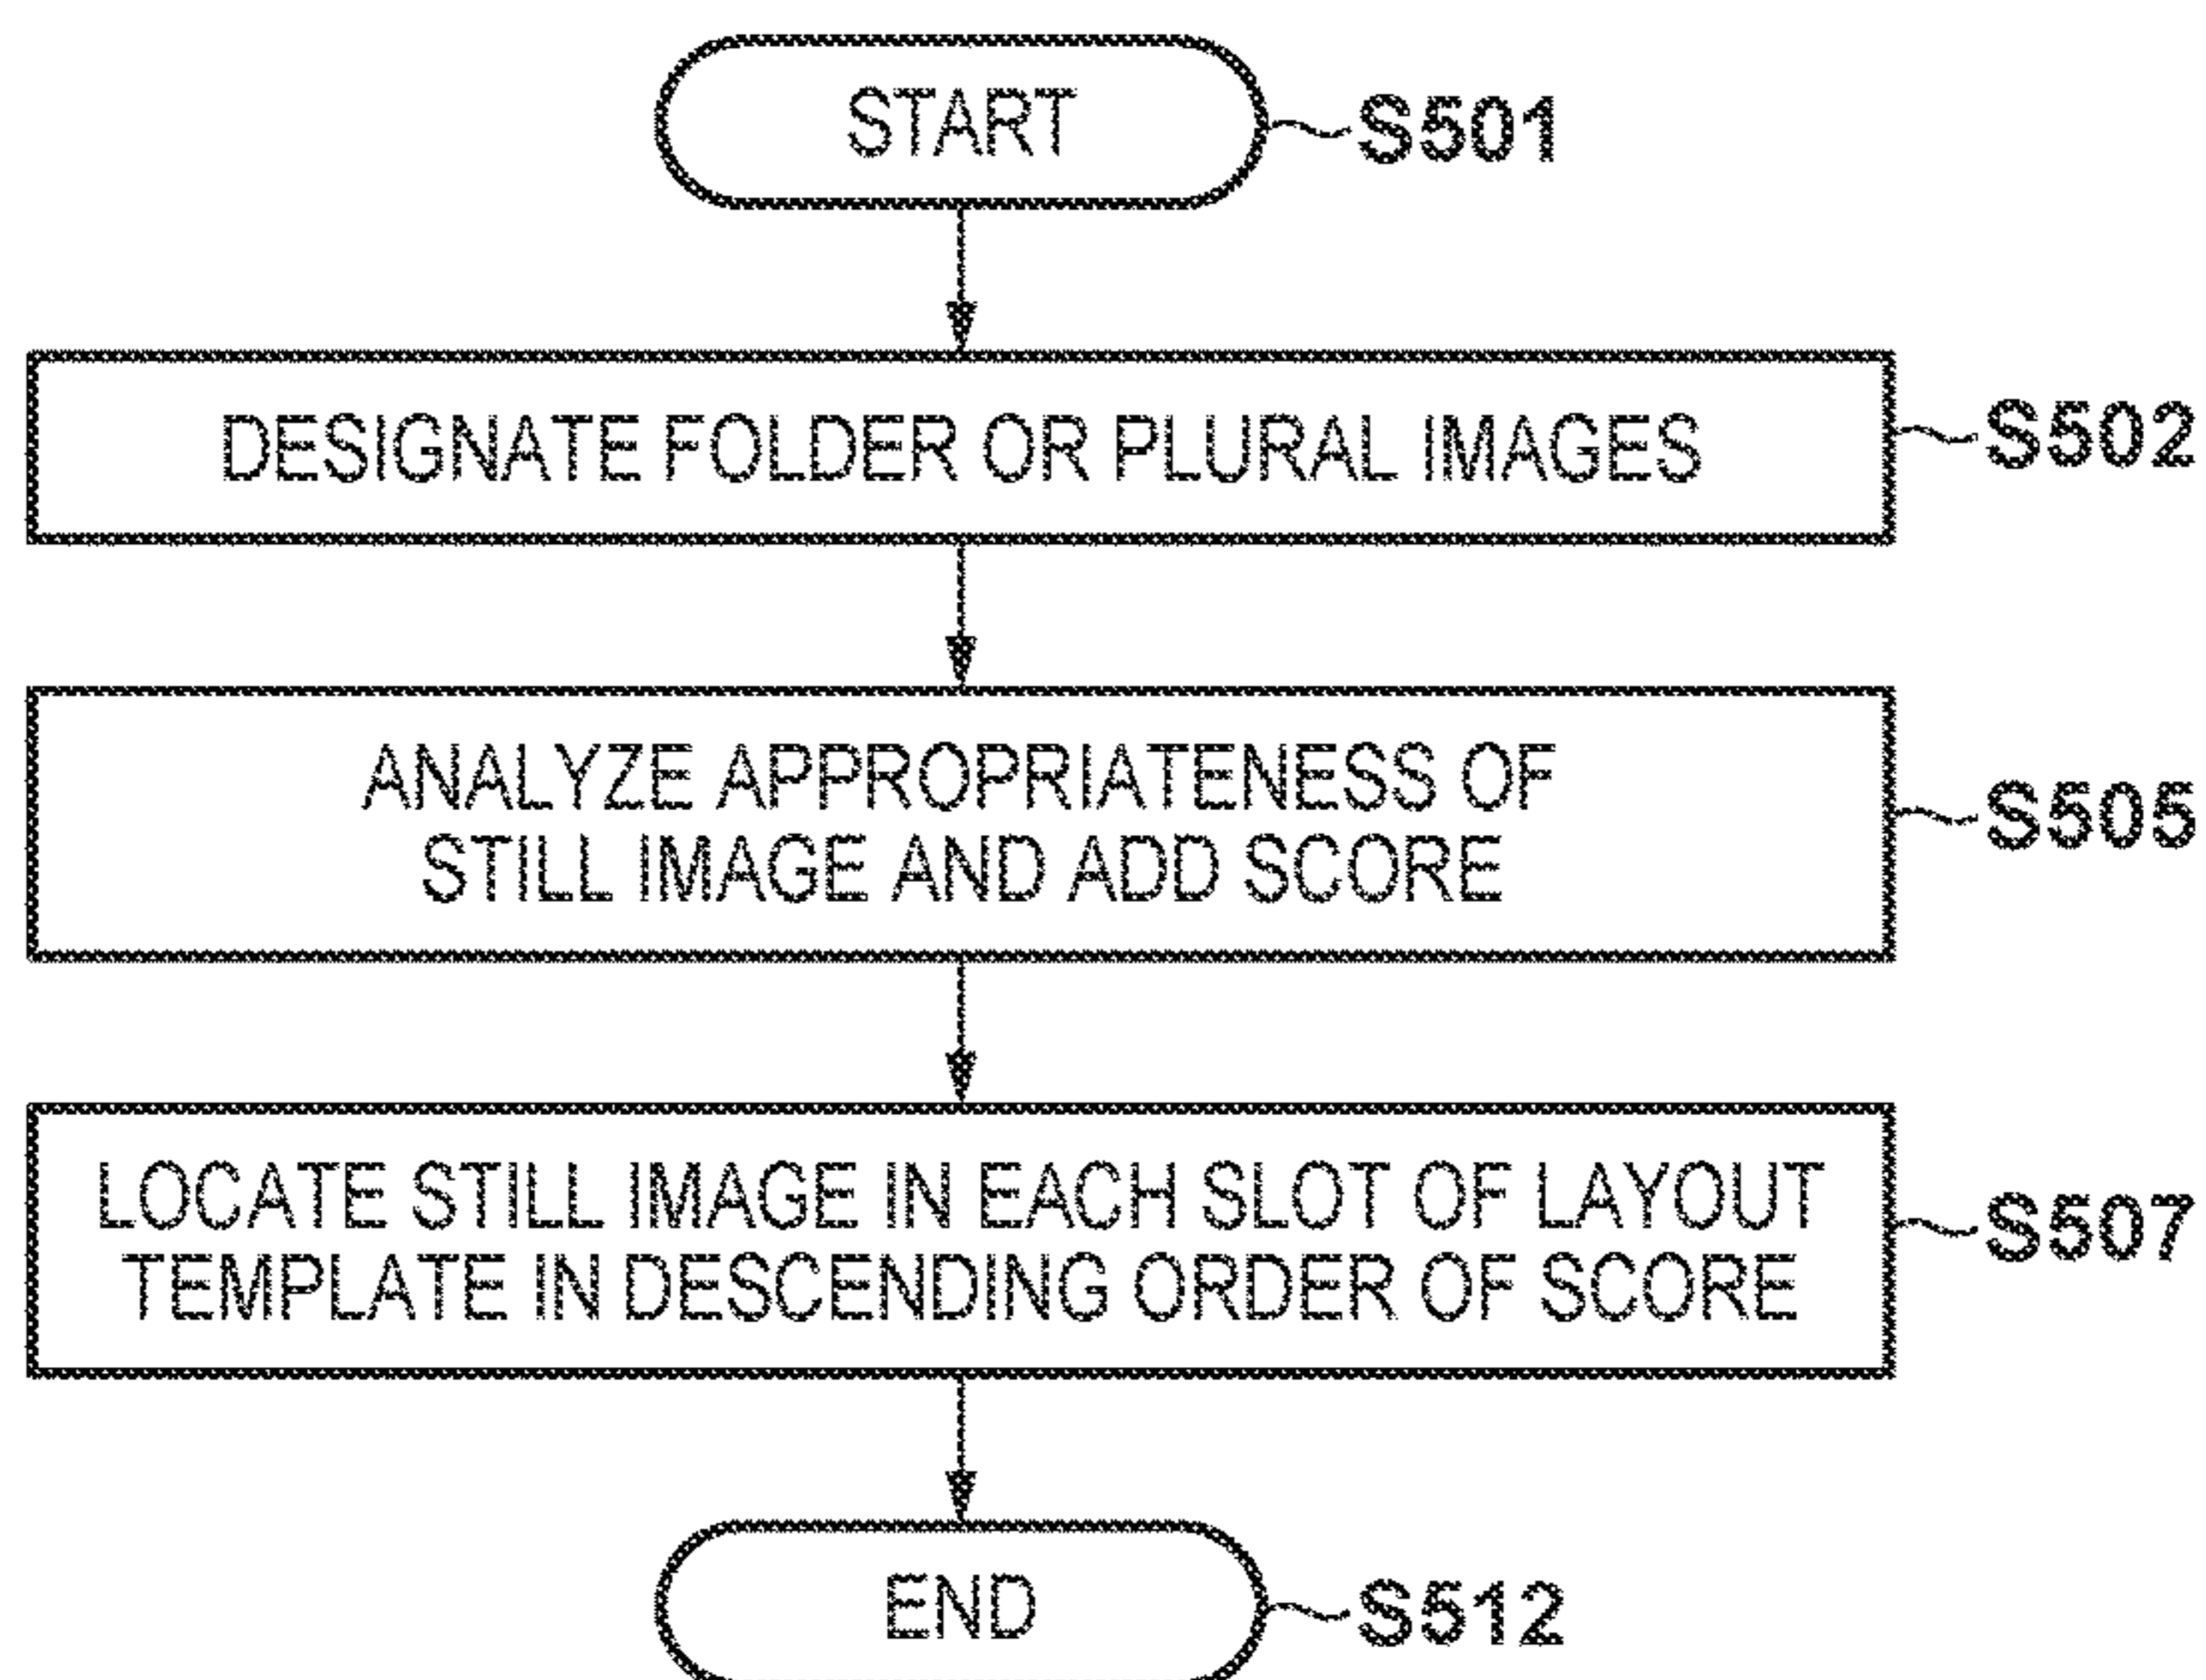 START
S501
DESIGNATE FOLDER OR PLURAL IMAGES
S502
ANALYZE APPROPRIATENESS OF
STILL IMAGE AND ADD SCORE
S505
LOCATE STILL IMAGE IN EACH SLOT OF LAYOUT
TEMPLATE IN DESCENDING ORDER OF SCORE
S507
END
S512